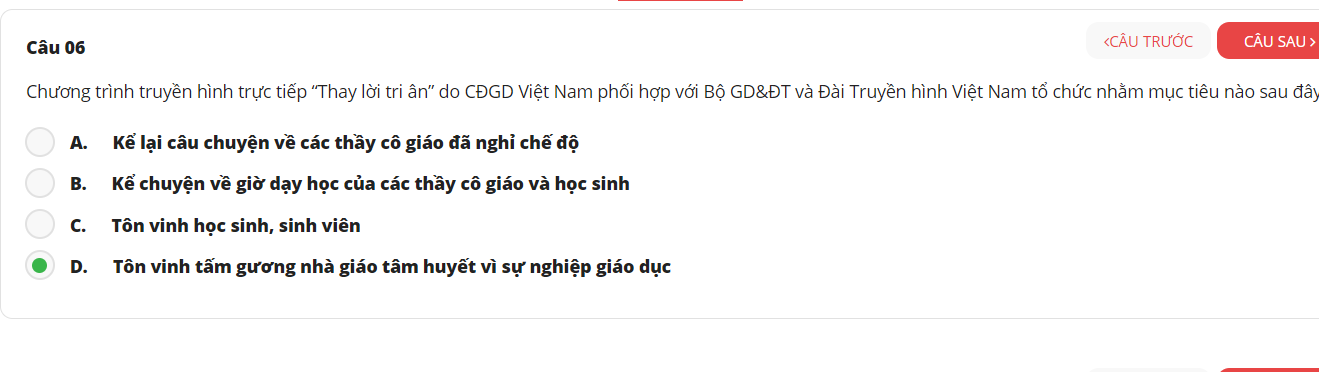 Câu 06
‹CÂU TRƯỚC
CÂU SAU ›
Chương trình truyền hình trực tiếp “Thay lời tri ân” do CĐGD Việt Nam phối hợp với Bộ GD&ĐT và Đài Truyền hình Việt Nam tổ chức nhằm mục tiêu nào sau đây
A. Kể lại câu chuyện về các thầy cô giáo đã nghỉ chế độ
B. Kể chuyện về giờ dạy học của các thầy cô giáo và học sinh
C. Tôn vinh học sinh, sinh viên
D. Tôn vinh tấm gương nhà giáo tâm huyết vì sự nghiệp giáo dục